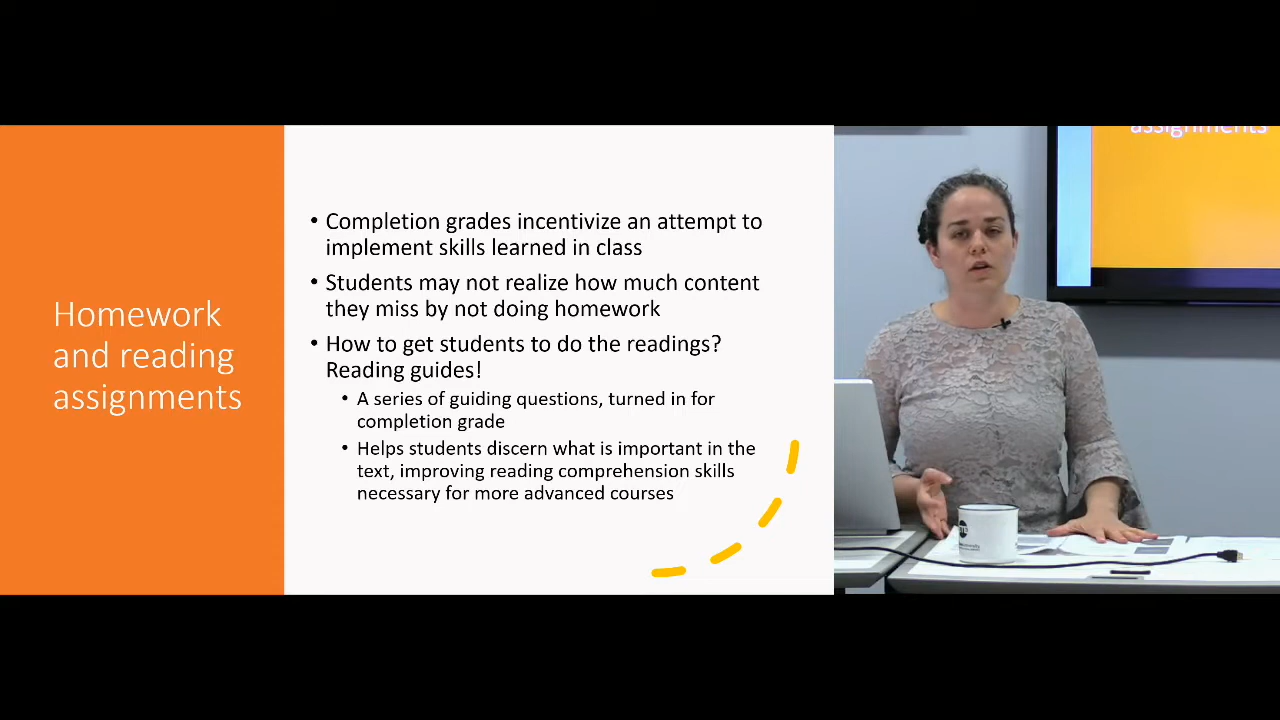 Homework
and reading
assignments
• Completion grades incentivize an attempt to
implement skills learned in class
• Students may not realize how much content
they miss by not doing homework
• How to get students to do the readings?
Reading guides!
• A series of guiding questions, turned in for
completion grade
• Helps students discern what is important in the
text, improving reading comprehension skills
necessary for more advanced courses
assignments